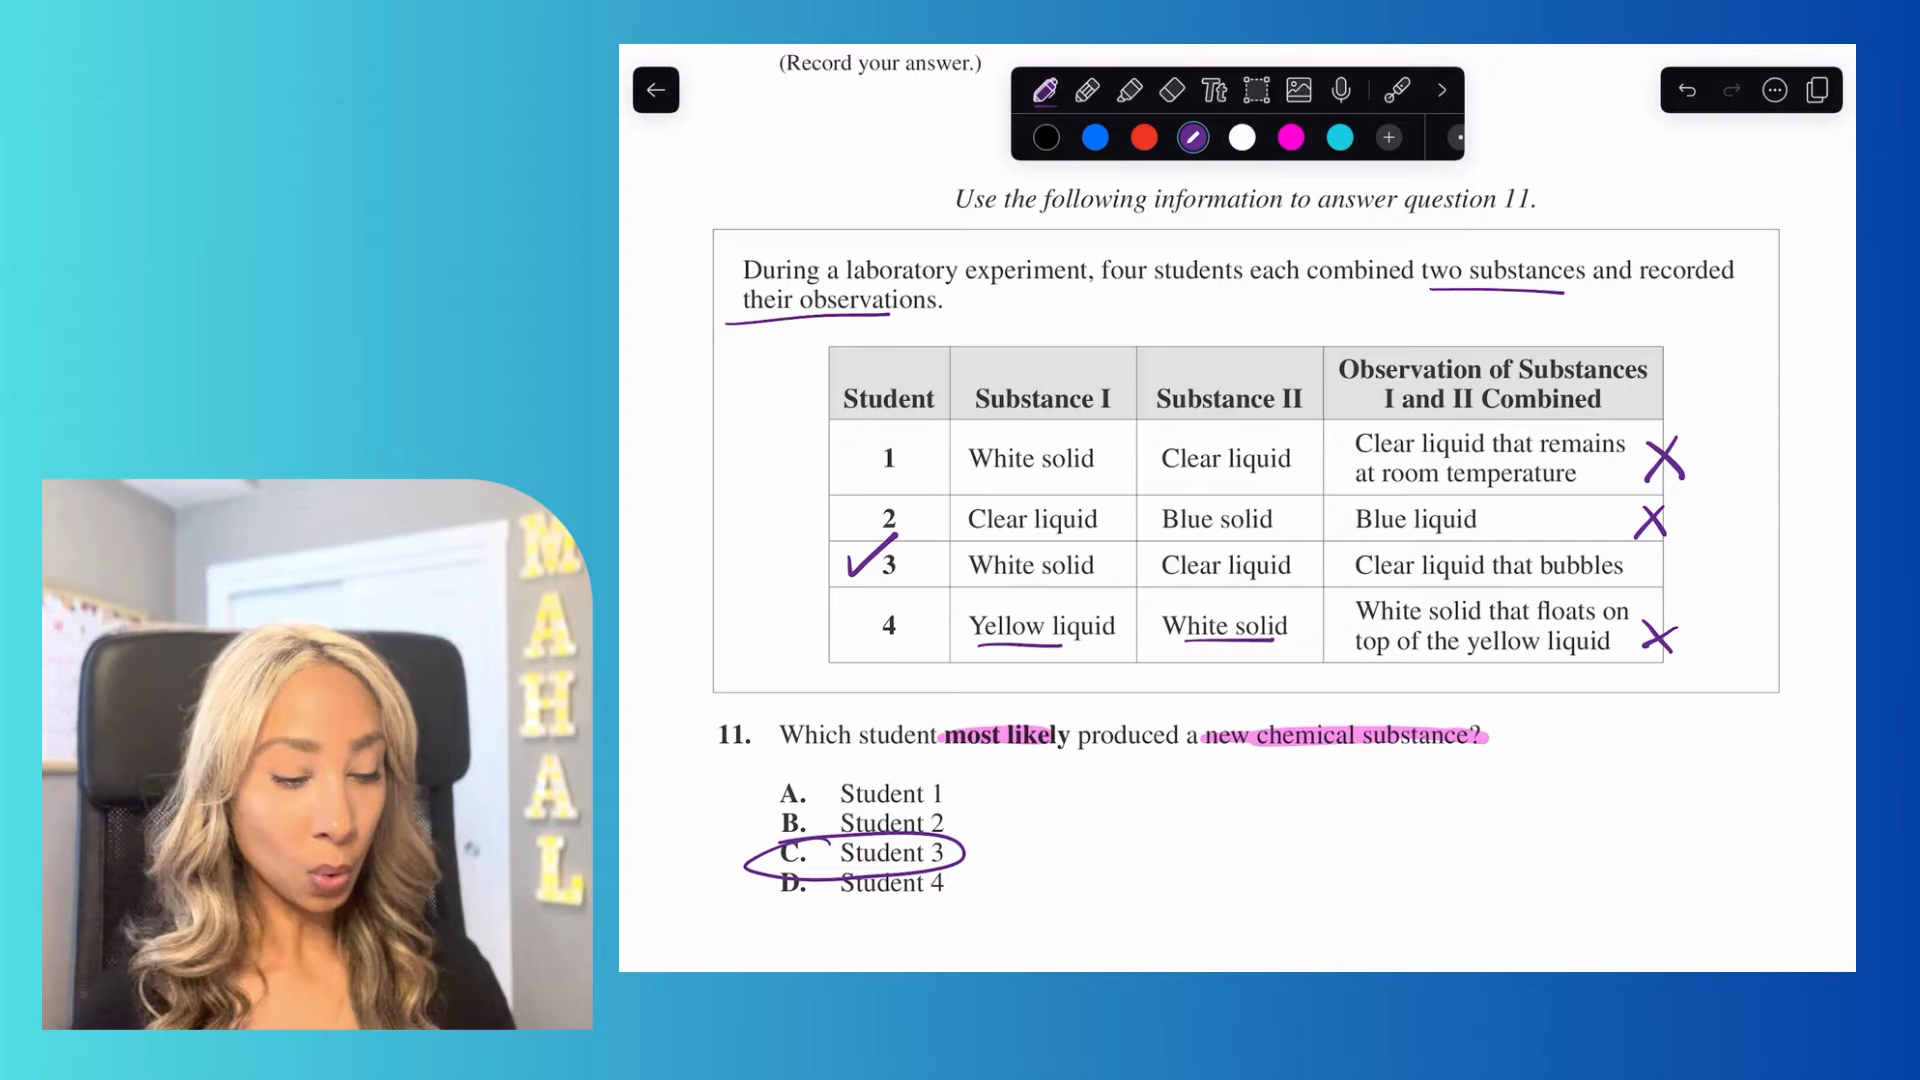 (Record your answer.)
Tt
Use the following information to answer question 11.
During a laboratory experiment, four students each combined two substances and recorded
their observations.
Student Substance I Substance II Observation of Substances I and II Combined
1 White solid Clear liquid Clear liquid that remains at room temperature
2 Clear liquid Blue solid Blue liquid
3 White solid Clear liquid Clear liquid that bubbles
4 Yellow liquid White solid White solid that floats on top of the yellow liquid
11. Which student most likely produced a new chemical substance?
A. Student 1
B. Student 2
C. Student 3
D. Student 4
M
A
H
A
L